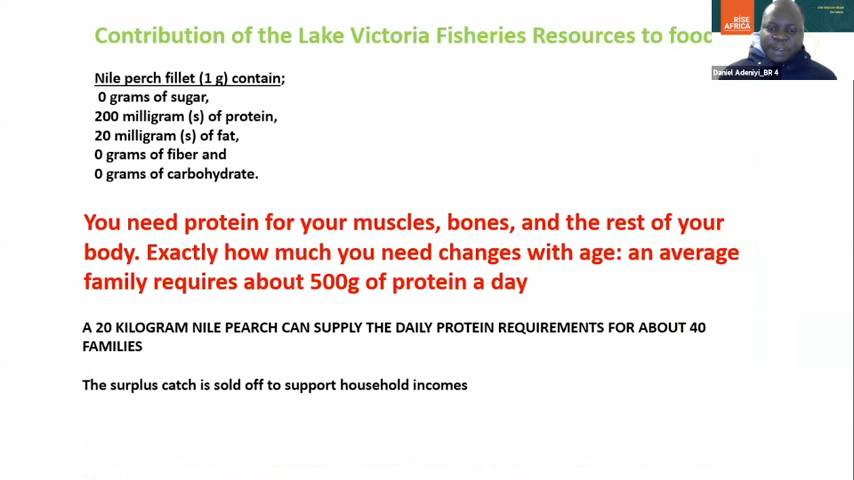 Contribution of the Lake Victoria Fisheries Resources to food
RISE
AFRICA
Daniel Adeniyi_BR 4
Nile perch fillet (1 g) contain;
0 grams of sugar,
200 milligram (s) of protein,
20 milligram (s) of fat,
0 grams of fiber and
0 grams of carbohydrate.
You need protein for your muscles, bones, and the rest of your
body. Exactly how much you need changes with age: an average
family requires about 500g of protein a day
A 20 KILOGRAM NILE PEARCH CAN SUPPLY THE DAILY PROTEIN REQUIREMENTS FOR ABOUT 40
FAMILIES
The surplus catch is sold off to support household incomes